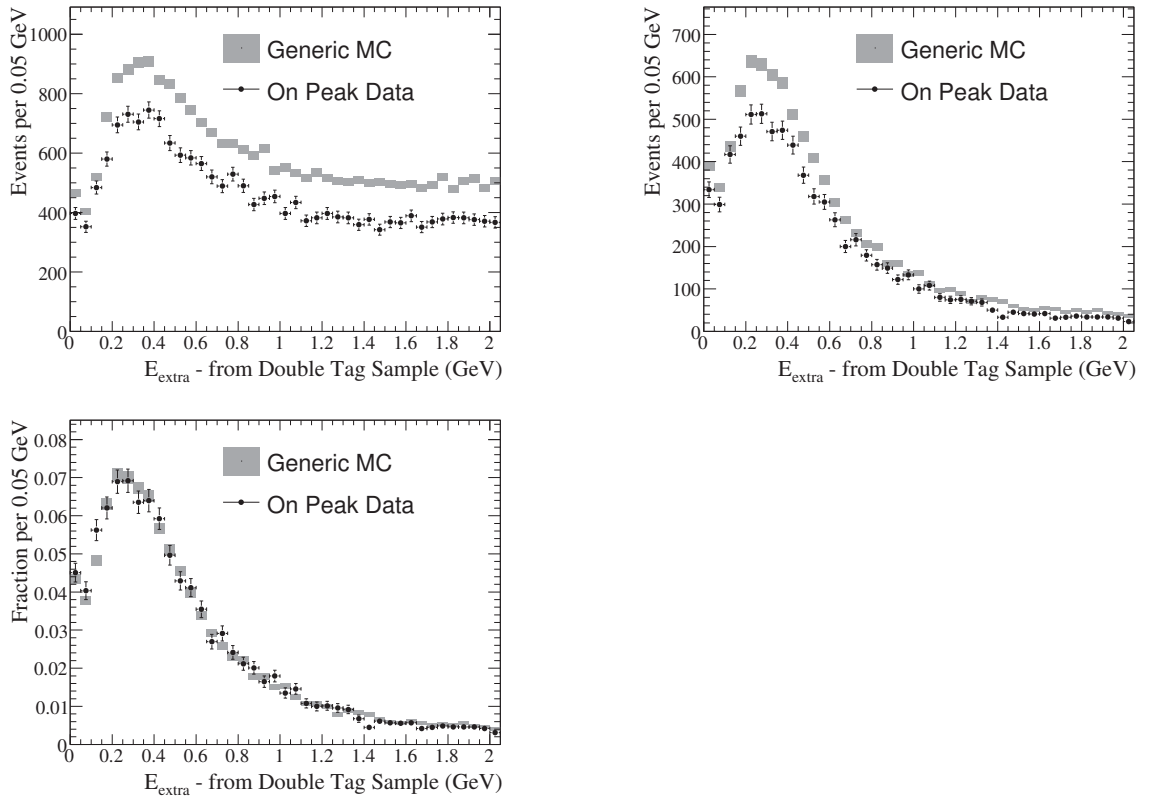 Events per 0.05 GeV
1000
800
600
400
200
0
Generic MC
On Peak Data
0 0.2 0.4 0.6 0.8 1 1.2 1.4 1.6 1.8 2
E_extra - from Double Tag Sample (GeV)
Events per 0.05 GeV
700
600
500
400
300
200
100
0
Generic MC
On Peak Data
0 0.2 0.4 0.6 0.8 1 1.2 1.4 1.6 1.8 2
E_extra - from Double Tag Sample (GeV)
Fraction per 0.05 GeV
0.08
0.07
0.06
0.05
0.04
0.03
0.02
0.01
0
Generic MC
On Peak Data
0 0.2 0.4 0.6 0.8 1 1.2 1.4 1.6 1.8 2
E_extra - from Double Tag Sample (GeV)